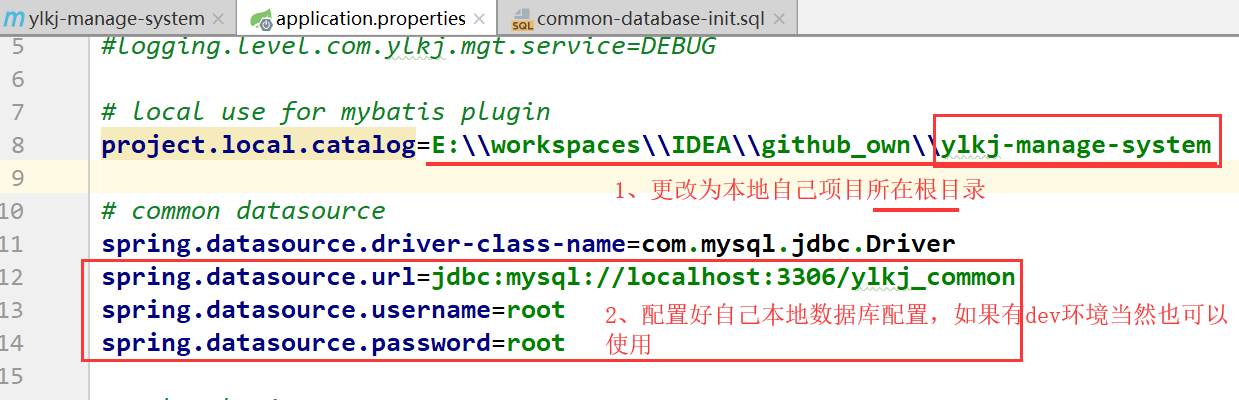 ylkj-manage-system × application.properties × common-database-init.sql ×
5 #logging.level.com.ylkj.mgt.service=DEBUG
6
7 # local use for mybatis plugin
8 project.local.catalog=E:\\workspaces\\IDEA\\github_own\\ylkj-manage-system
9
1、更改为本地自己项目所在根目录
10 # common datasource
11 spring.datasource.driver-class-name=com.mysql.jdbc.Driver
12 spring.datasource.url=jdbc:mysql://localhost:3306/ylkj_common
13 spring.datasource.username=root
14 spring.datasource.password=root
2、配置好自己本地数据库配置，如果有dev环境当然也可以
使用
15